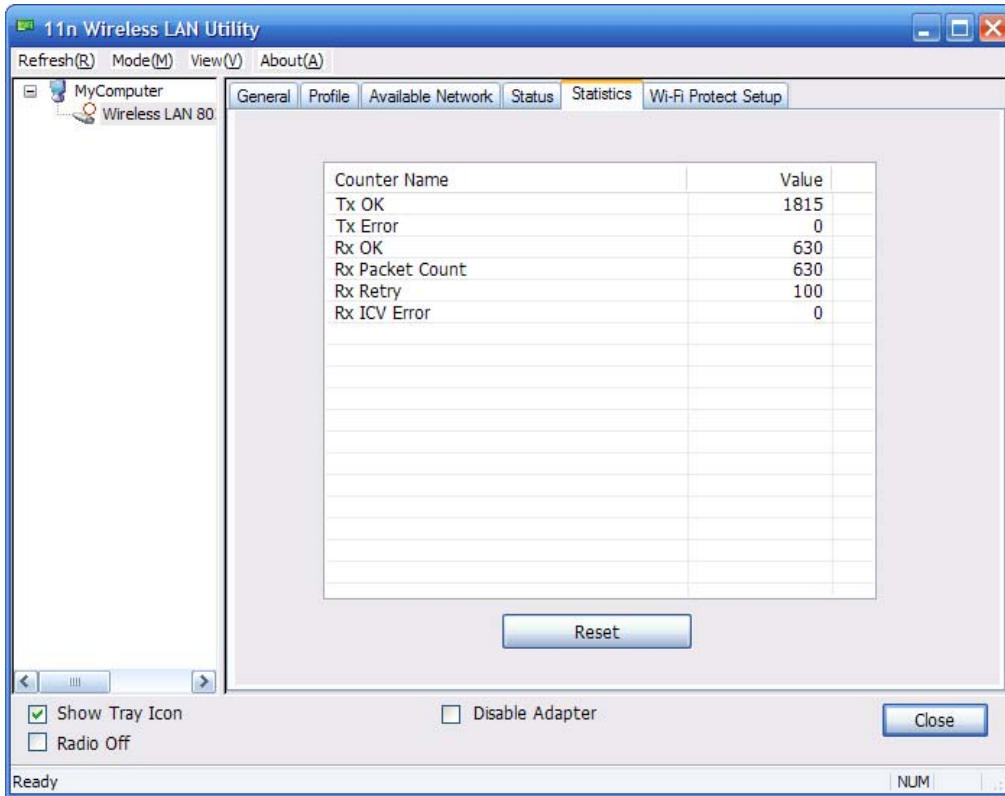 11n Wireless LAN Utility
Refresh(R) Mode(M) View(V) About(A)
MyComputer
Wireless LAN 80
General Profile Available Network Status Statistics Wi-Fi Protect Setup
Counter Name Value
Tx OK 1815
Tx Error 0
Rx OK 630
Rx Packet Count 630
Rx Retry 100
Rx ICV Error 0
Reset
Show Tray Icon Disable Adapter Close
Radio Off
Ready NUM